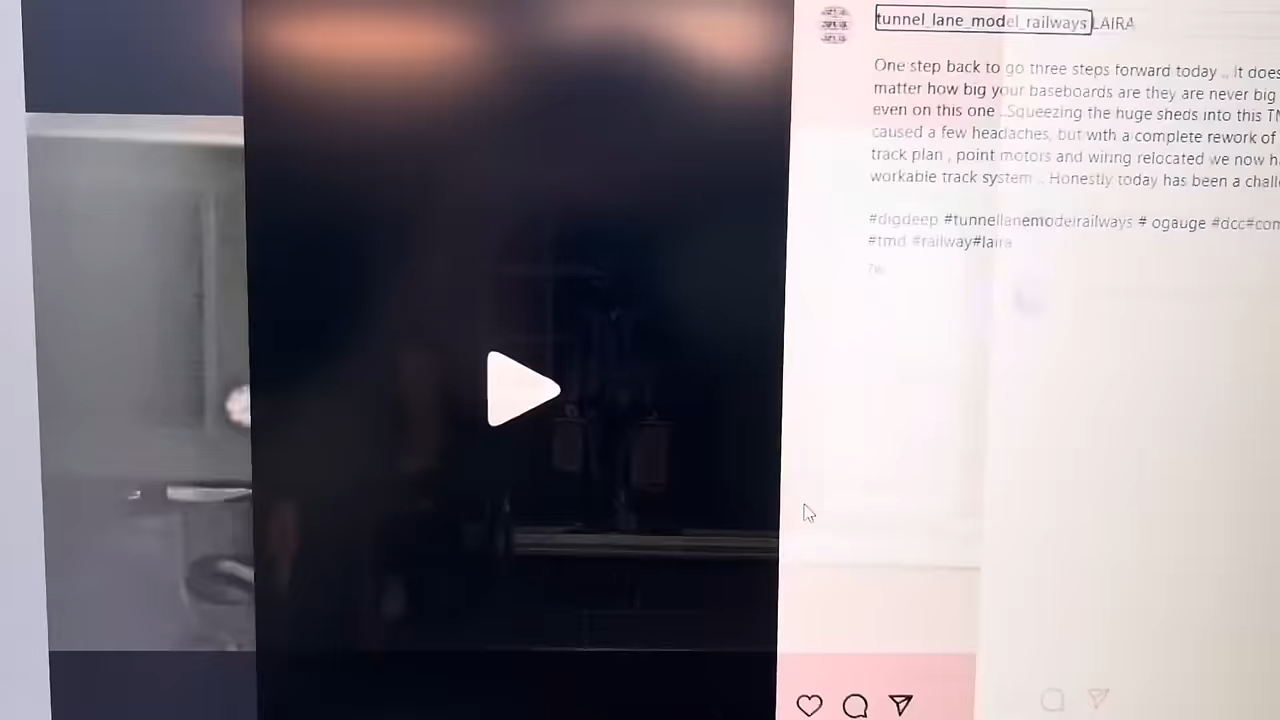 tunnel_lane_model_railways LAIRA
One step back to go three steps forward today .. it does
matter how big your baseboards are they are never big
even on this one ..Squeezing the huge sheds into this
caused a few headaches, but with a complete rework of
track plan , point motors and wiring relocated we now
workable track system .. Honestly today has been a
#digdeep #tunnellanemodelrailways # ogauge #dcc
#tmd #railway#laira